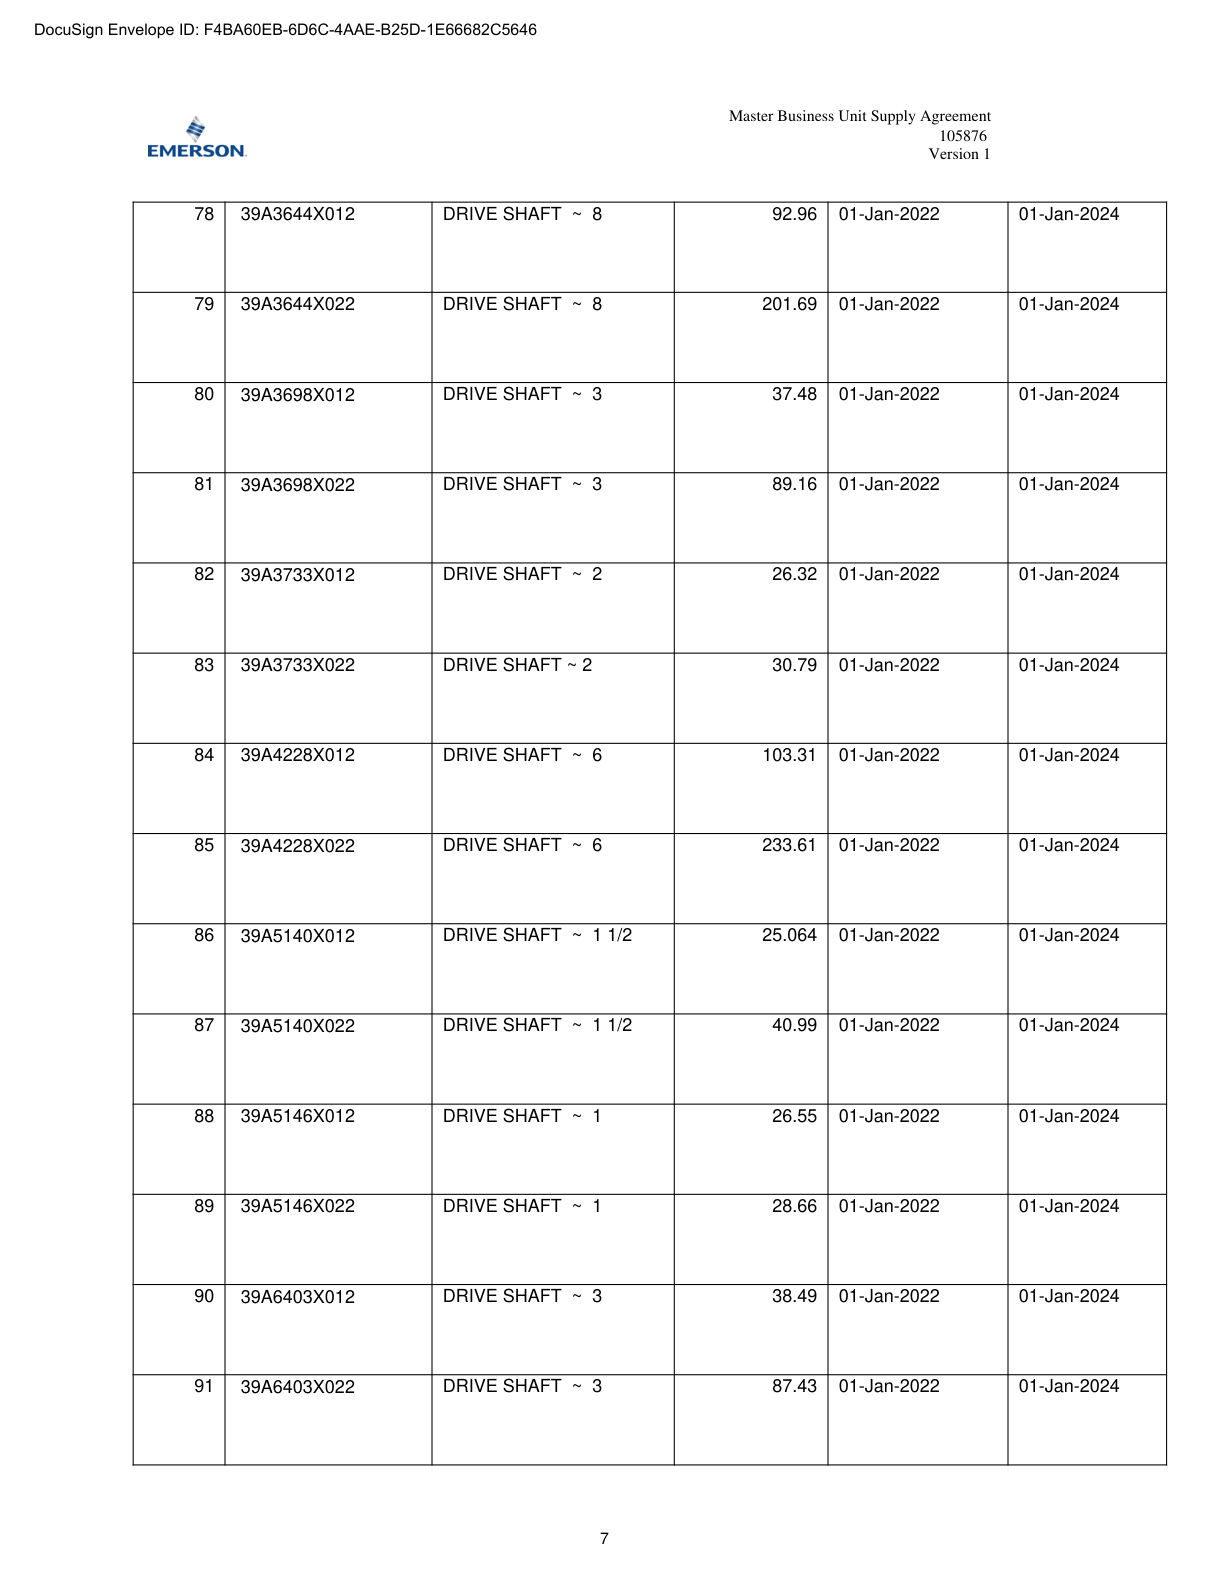 DocuSign Envelope ID: F4BA60EB-6D6C-4AAE-B25D-1E66682C5646
EMERSON
Master Business Unit Supply Agreement
105876
Version 1
78 39A3644X012 DRIVE SHAFT ~ 8 92.96 01-Jan-2022 01-Jan-2024
79 39A3644X022 DRIVE SHAFT ~ 8 201.69 01-Jan-2022 01-Jan-2024
80 39A3698X012 DRIVE SHAFT ~ 3 37.48 01-Jan-2022 01-Jan-2024
81 39A3698X022 DRIVE SHAFT ~ 3 89.16 01-Jan-2022 01-Jan-2024
82 39A3733X012 DRIVE SHAFT ~ 2 26.32 01-Jan-2022 01-Jan-2024
83 39A3733X022 DRIVE SHAFT ~ 2 30.79 01-Jan-2022 01-Jan-2024
84 39A4228X012 DRIVE SHAFT ~ 6 103.31 01-Jan-2022 01-Jan-2024
85 39A4228X022 DRIVE SHAFT ~ 6 233.61 01-Jan-2022 01-Jan-2024
86 39A5140X012 DRIVE SHAFT ~ 1 1/2 25.064 01-Jan-2022 01-Jan-2024
87 39A5140X022 DRIVE SHAFT ~ 1 1/2 40.99 01-Jan-2022 01-Jan-2024
88 39A5146X012 DRIVE SHAFT ~ 1 26.55 01-Jan-2022 01-Jan-2024
89 39A5146X022 DRIVE SHAFT ~ 1 28.66 01-Jan-2022 01-Jan-2024
90 39A6403X012 DRIVE SHAFT ~ 3 38.49 01-Jan-2022 01-Jan-2024
91 39A6403X022 DRIVE SHAFT ~ 3 87.43 01-Jan-2022 01-Jan-2024
7